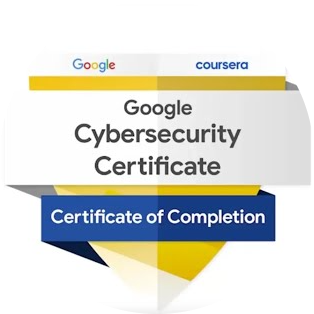 Google coursera
Google
Cybersecurity
Certificate
Certificate of Completion